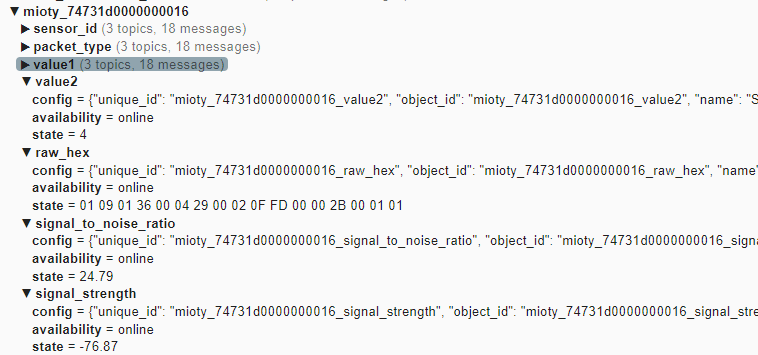 ▼ mioty_74731d0000000016
▶ sensor_id (3 topics, 18 messages)
▶ packet_type (3 topics, 18 messages)
▶ value1 (3 topics, 18 messages)
▼ value2
config = {"unique_id": "mioty_74731d0000000016_value2", "object_id": "mioty_74731d0000000016_value2", "name": "S
availability = online
state = 4
▼ raw_hex
config = {"unique_id": "mioty_74731d0000000016_raw_hex", "object_id": "mioty_74731d0000000016_raw_hex", "name"
availability = online
state = 01 09 01 36 00 04 29 00 02 0F FD 00 00 2B 00 01 01
▼ signal_to_noise_ratio
config = {"unique_id": "mioty_74731d0000000016_signal_to_noise_ratio", "object_id": "mioty_74731d0000000016_signa
availability = online
state = 24.79
▼ signal_strength
config = {"unique_id": "mioty_74731d0000000016_signal_strength", "object_id": "mioty_74731d0000000016_signal_stre
availability = online
state = -76.87